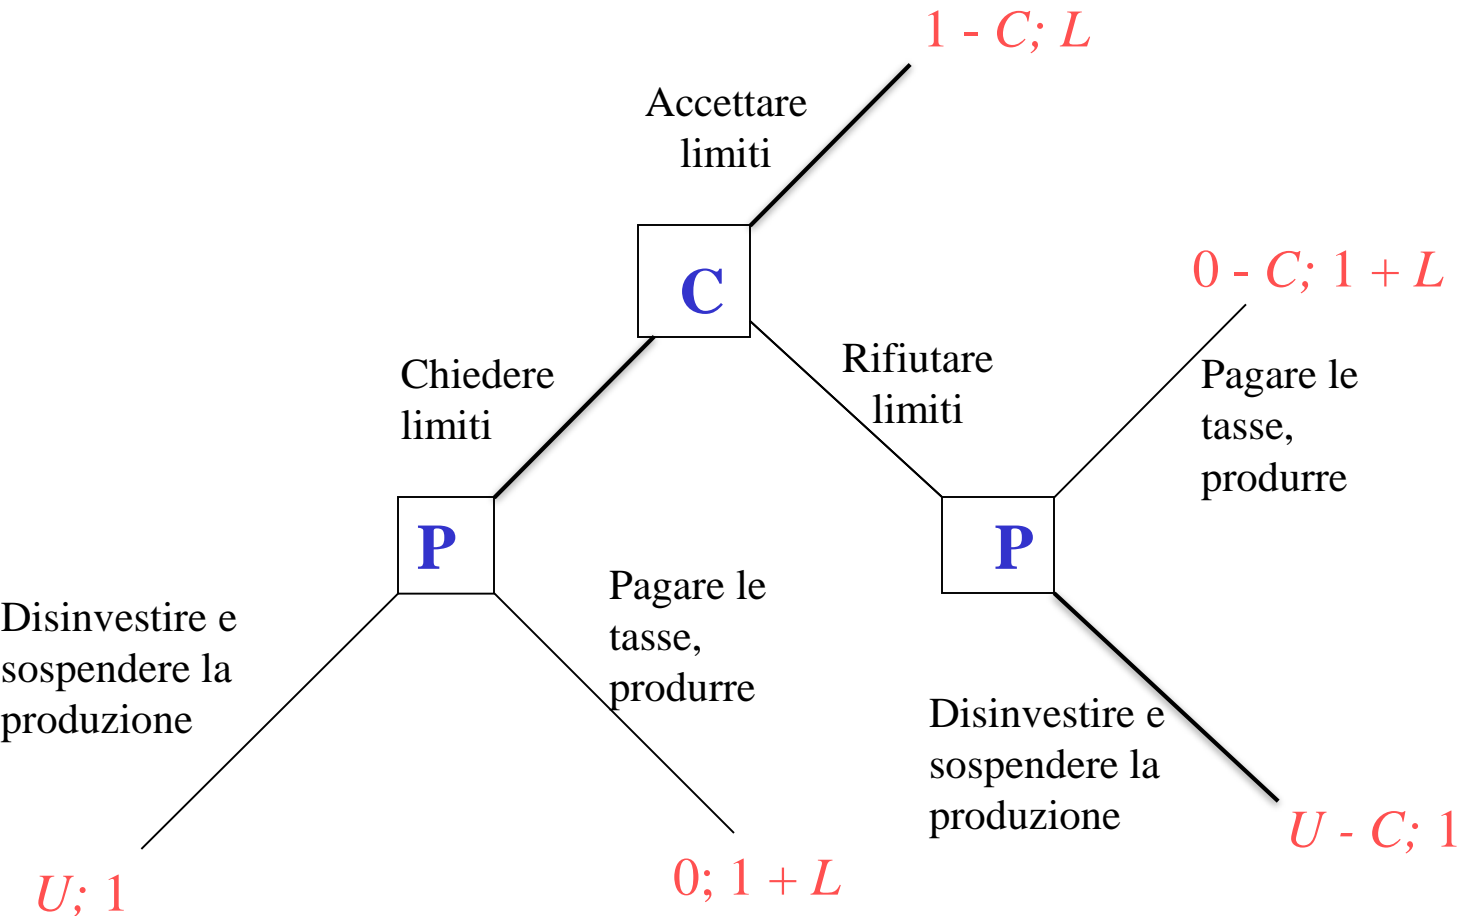 1 - C; L
Accettare
limiti
C
0 - C; 1 + L
Chiedere
limiti
Rifiutare
limiti
Pagare le
tasse,
produrre
P
P
Disinvestire e
sospendere la
produzione
Pagare le
tasse,
produrre
Disinvestire e
sospendere la
produzione
U - C; 1
U; 1
0; 1 + L